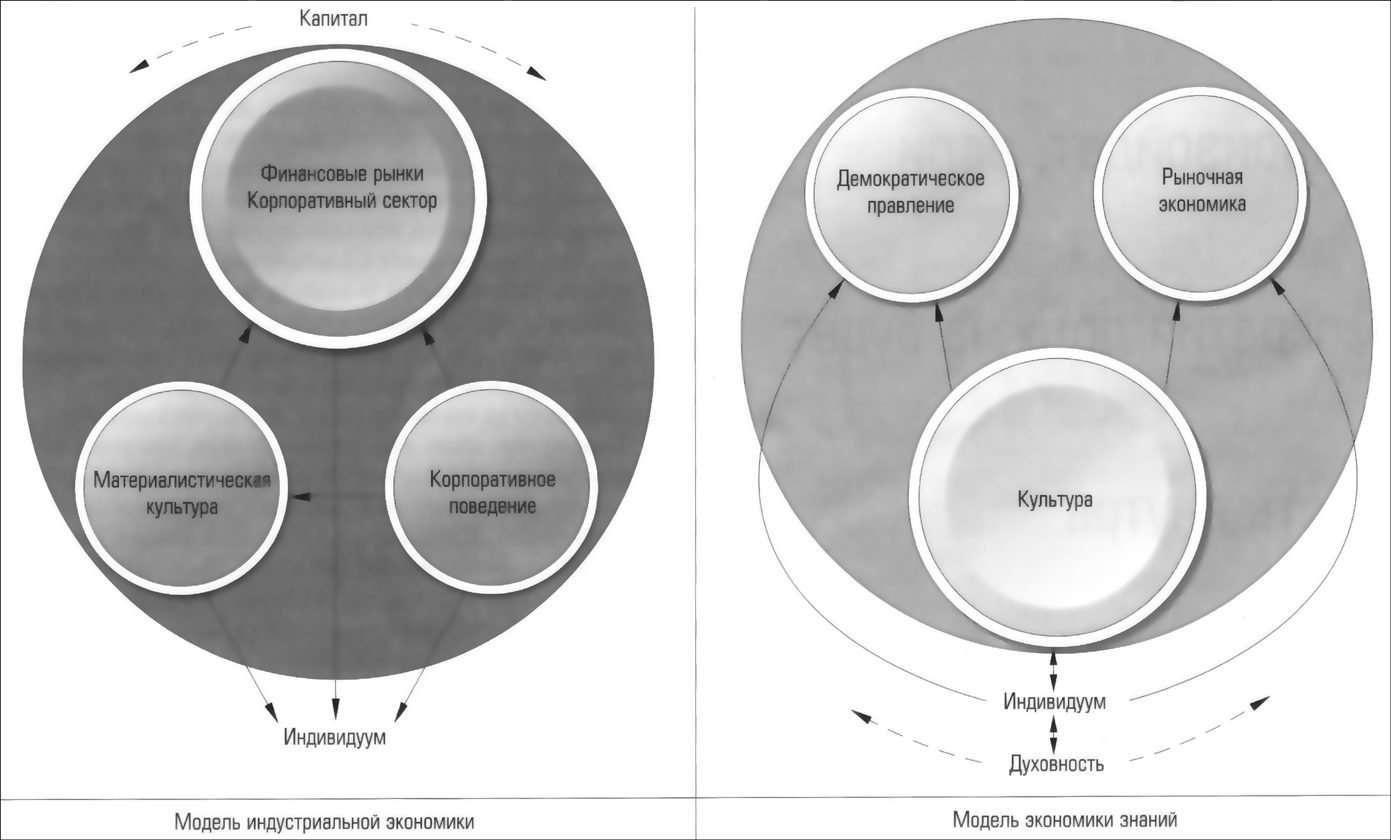 Капитал
Финансовые рынки
Корпоративный сектор
Материалистическая
культура
Корпоративное
поведение
Индивидуум
Модель индустриальной экономики
Демократическое
правление
Рыночная
экономика
Культура
Индивидуум
Духовность
Модель экономики знаний